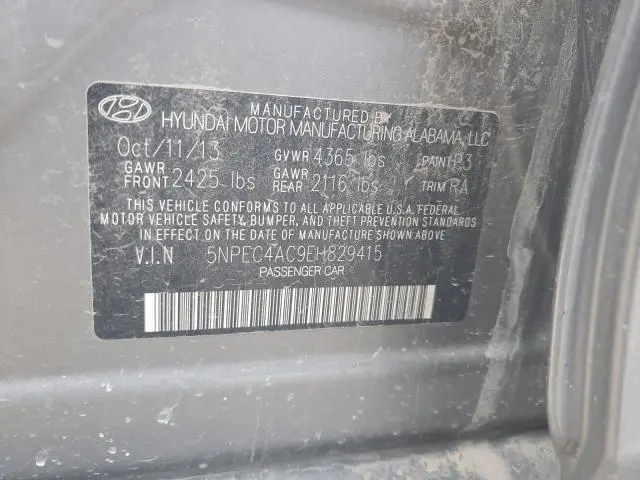 MANUFACTURED BY
HYUNDAI MOTOR MANUFACTURING ALABAMA, LLC
Oct/11/13 GVWR 4365 lbs PAINT P3
GAWR FRONT 2425 lbs GAWR REAR 2116 lbs TRIM RA
THIS VEHICLE CONFORMS TO ALL APPLICABLE U.S.A. FEDERAL
MOTOR VEHICLE SAFETY, BUMPER, AND THEFT PREVENTION STANDARDS
IN EFFECT ON THE DATE OF MANUFACTURE SHOWN ABOVE
V.I.N 5NPEC4AC9EH829415
PASSENGER CAR